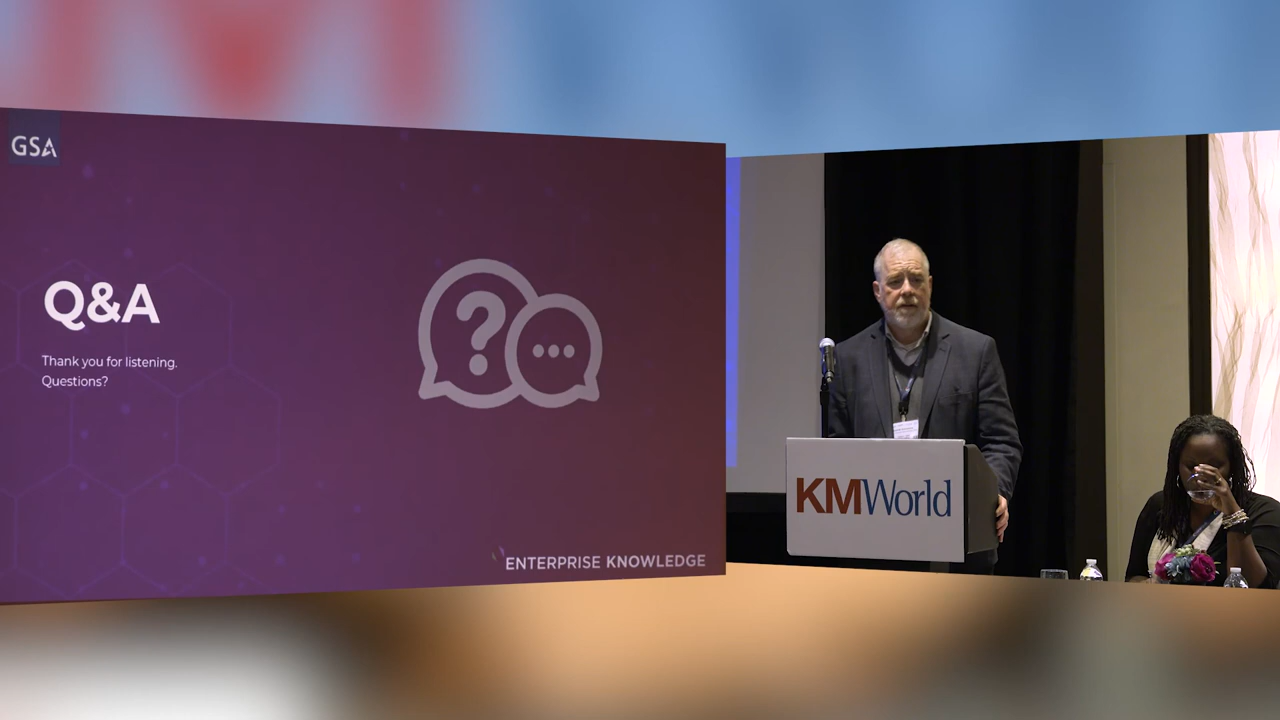 GSA
Q&A
Thank you for listening.
Questions?
ENTERPRISE KNOWLEDGE
KMWorld